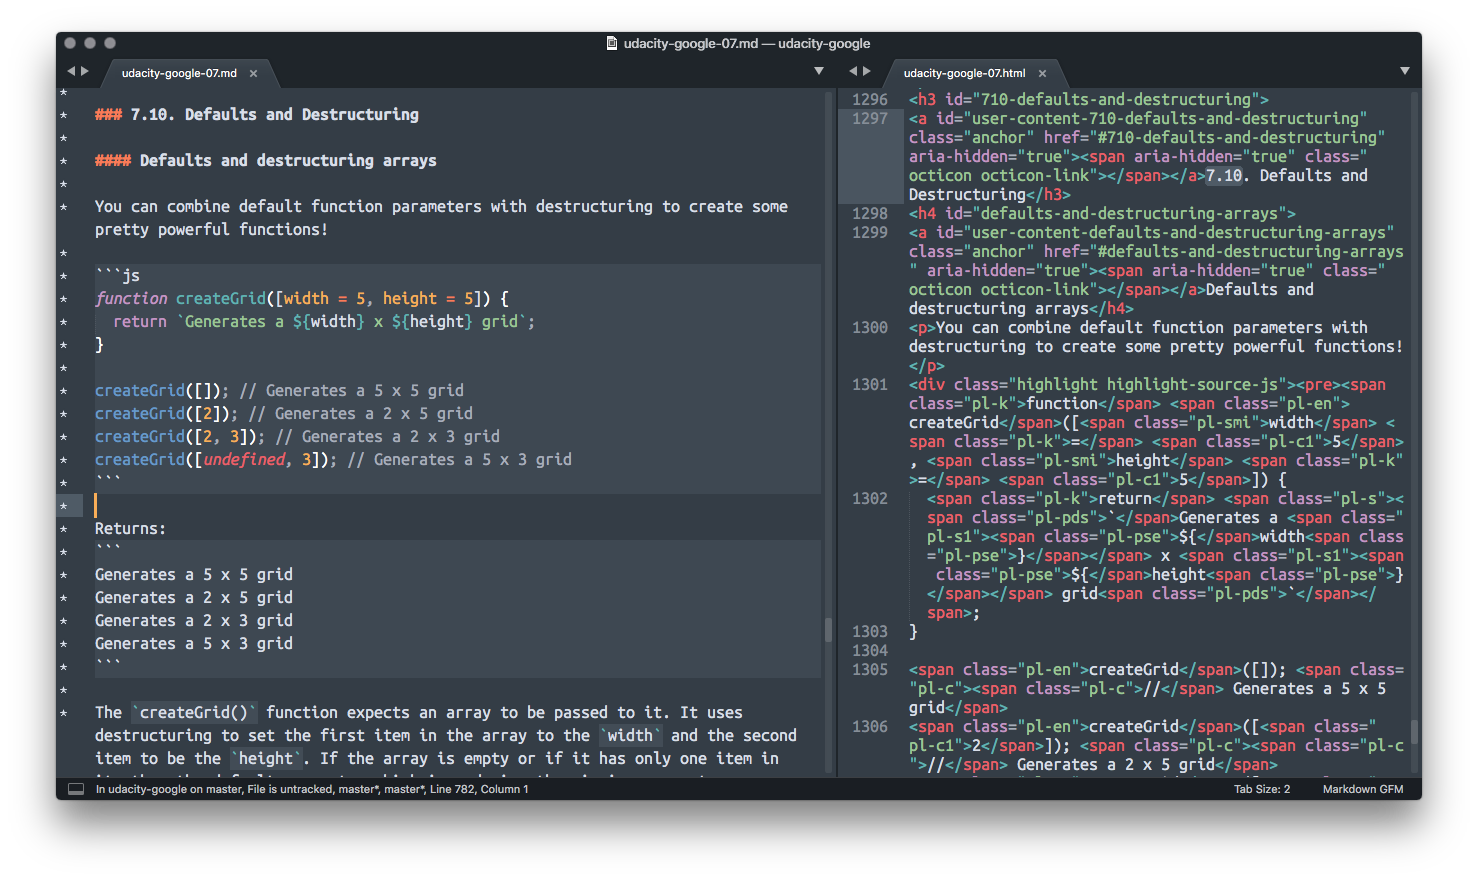 udacity-google-07.md — udacity-google
udacity-google-07.md ×
*
* ### 7.10. Defaults and Destructuring
*
* #### Defaults and destructuring arrays
*
* You can combine default function parameters with destructuring to create some
pretty powerful functions!
*
* ```js
* function createGrid([width = 5, height = 5]) {
* return `Generates a ${width} x ${height} grid`;
* }
*
* createGrid([]); // Generates a 5 x 5 grid
* createGrid([2]); // Generates a 2 x 5 grid
* createGrid([2, 3]); // Generates a 2 x 3 grid
* createGrid([undefined, 3]); // Generates a 5 x 3 grid
* ```
*
* Returns:
* ```
* Generates a 5 x 5 grid
* Generates a 2 x 5 grid
* Generates a 2 x 3 grid
* Generates a 5 x 3 grid
* ```
*
* The `createGrid()` function expects an array to be passed to it. It uses
destructuring to set the first item in the array to the `width` and the second
item to be the `height`. If the array is empty or if it has only one item in
udacity-google-07.html ×
1296 <h3 id="710-defaults-and-destructuring">
1297 <a id="user-content-710-defaults-and-destructuring"
class="anchor" href="#710-defaults-and-destructuring"
aria-hidden="true"><span aria-hidden="true" class="
octicon octicon-link"></span></a>7.10. Defaults and
Destructuring</h3>
1298 <h4 id="defaults-and-destructuring-arrays">
1299 <a id="user-content-defaults-and-destructuring-arrays"
class="anchor" href="#defaults-and-destructuring-arrays
" aria-hidden="true"><span aria-hidden="true" class="
octicon octicon-link"></span></a>Defaults and
destructuring arrays</h4>
1300 <p>You can combine default function parameters with
destructuring to create some pretty powerful functions!
</p>
1301 <div class="highlight highlight-source-js"><pre><span
class="pl-k">function</span> <span class="pl-en">
createGrid</span>([<span class="pl-smi">width</span> <
span class="pl-k">=</span> <span class="pl-c1">5</span>
, <span class="pl-smi">height</span> <span class="pl-k"
>=</span> <span class="pl-c1">5</span>]) {
1302 <span class="pl-k">return</span> <span class="pl-s"><
span class="pl-pds">`</span>Generates a <span class="
pl-s1"><span class="pl-pse">${</span>width<span class
="pl-pse">}</span></span> x <span class="pl-s1"><span
class="pl-pse">${</span>height<span class="pl-pse">}
</span></span> grid<span class="pl-pds">`</span></
span>;
1303 }
1304
1305 <span class="pl-en">createGrid</span>([]); <span class=
"pl-c"><span class="pl-c">//</span> Generates a 5 x 5
grid</span>
1306 <span class="pl-en">createGrid</span>([<span class="
pl-c1">2</span>]); <span class="pl-c"><span class="pl-c
">//</span> Generates a 2 x 5 grid</span>
In udacity-google on master, File is untracked, master*, master*, Line 782, Column 1
Tab Size: 2
Markdown GFM